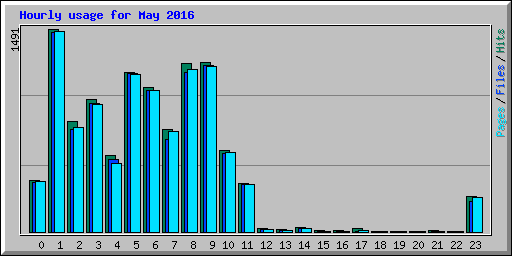 Hourly usage for May 2016
1491
Pages/Files/Hits
0 1 2 3 4 5 6 7 8 9 10 11 12 13 14 15 16 17 18 19 20 21 22 23